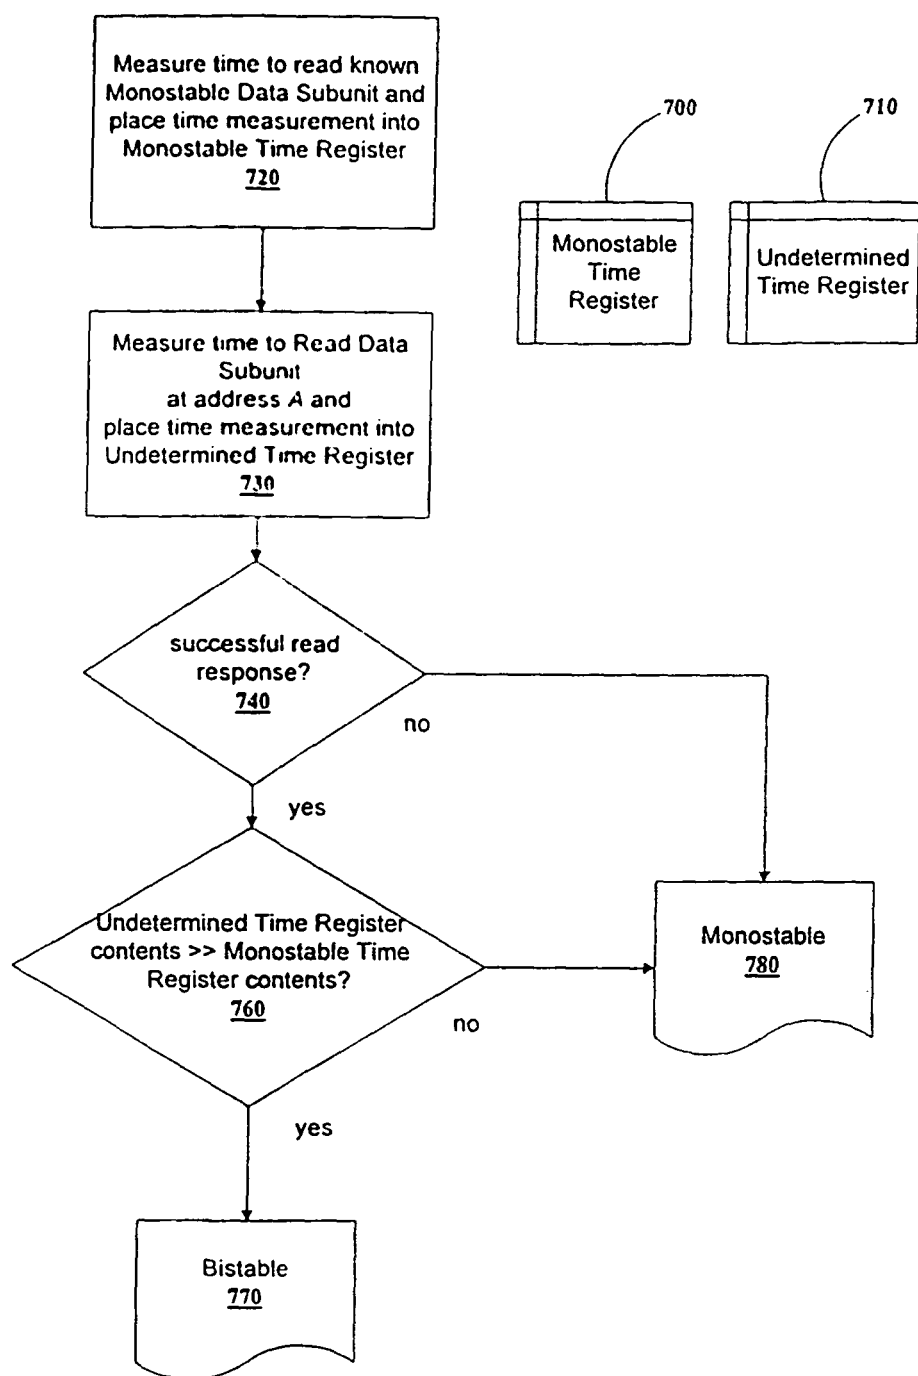 Measure time to read known
Monostable Data Subunit and
place time measurement into
Monostable Time Register
720
700
710
Monostable
Time
Register
Undetermined
Time Register
Measure time to Read Data
Subunit
at address A and
place time measurement into
Undetermined Time Register
730
successful read
response?
740
no
yes
Undetermined Time Register
contents >> Monostable Time
Register contents?
760
no
Monostable
780
yes
Bistable
770